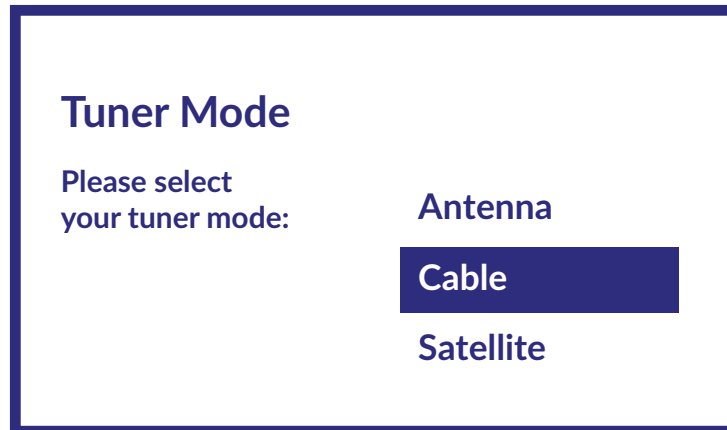 Tuner Mode
Please select
your tuner mode:
Antenna
Cable
Satellite